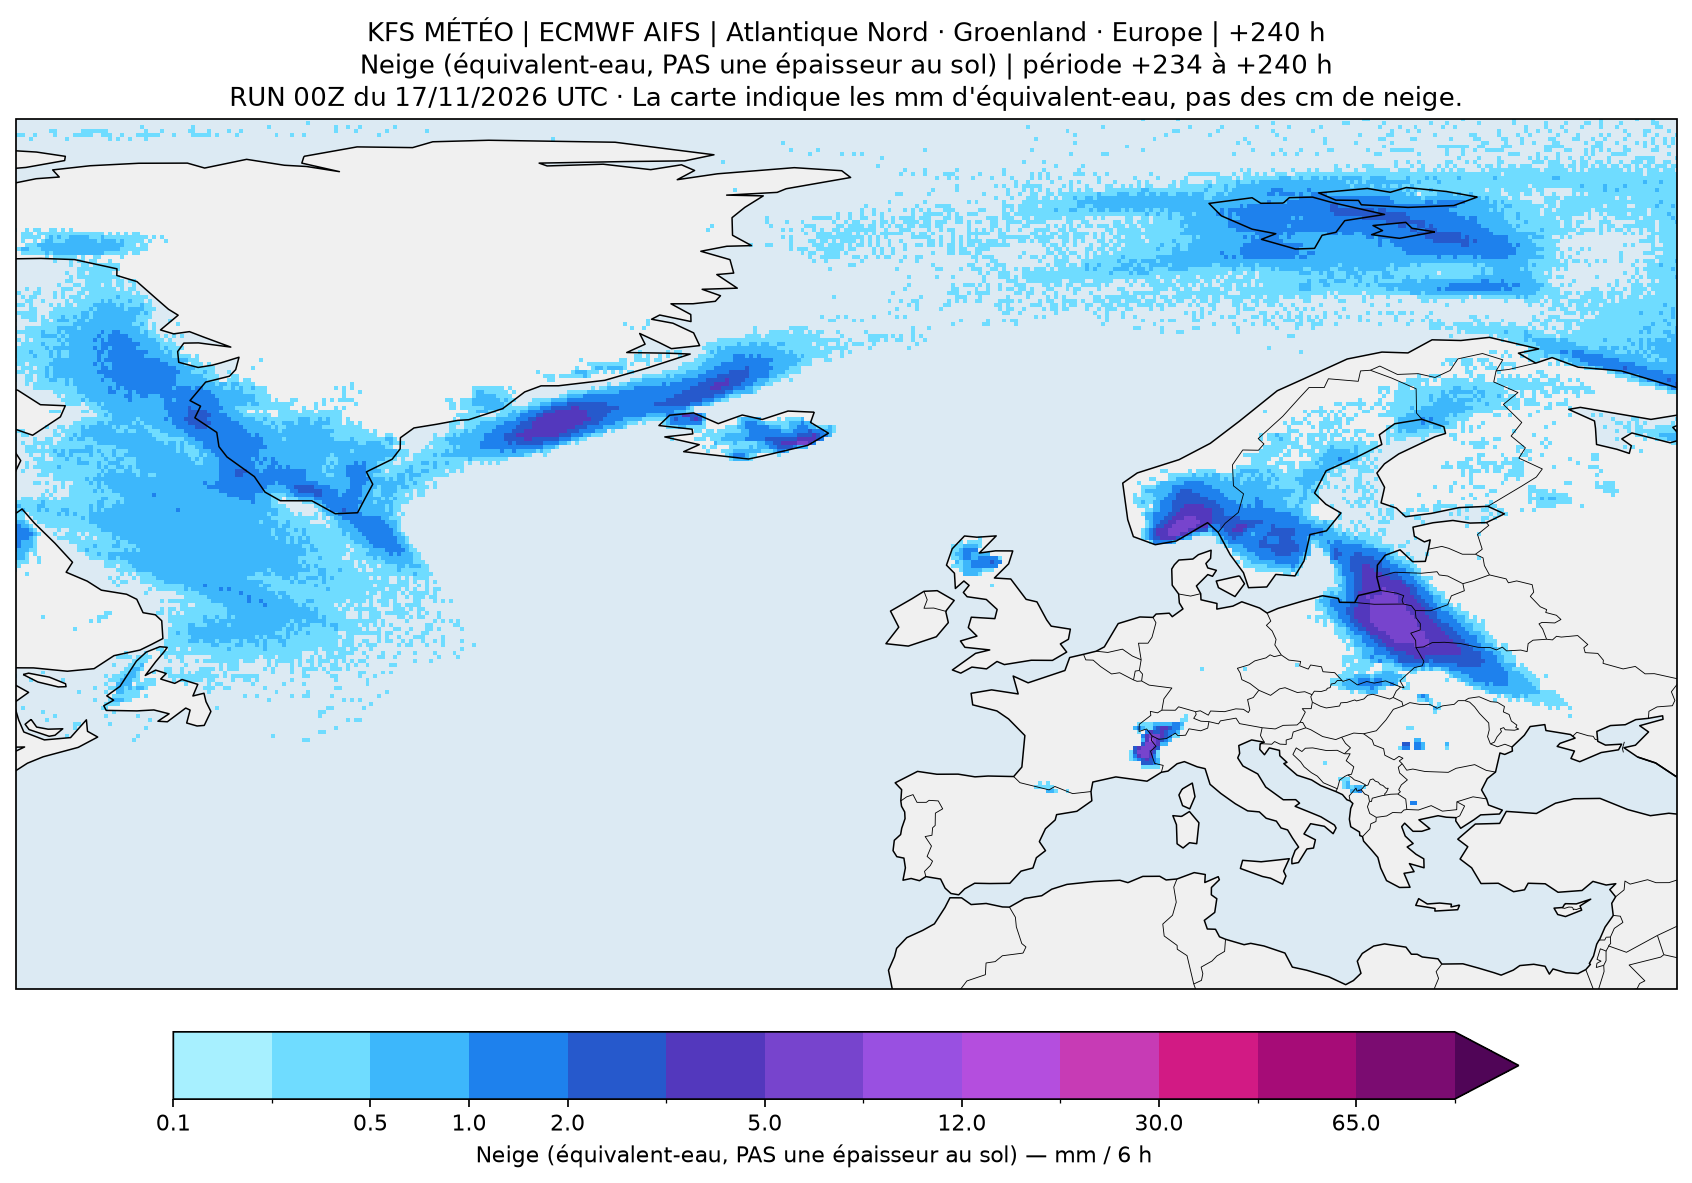 KFS MÉTÉO | ECMWF AIFS | Atlantique Nord · Groenland · Europe | +240 h
Neige (équivalent-eau, PAS une épaisseur au sol) | période +234 à +240 h
RUN 00Z du 17/11/2026 UTC · La carte indique les mm d'équivalent-eau, pas des cm de neige.
0.1 0.5 1.0 2.0 5.0 12.0 30.0 65.0
Neige (équivalent-eau, PAS une épaisseur au sol) — mm / 6 h